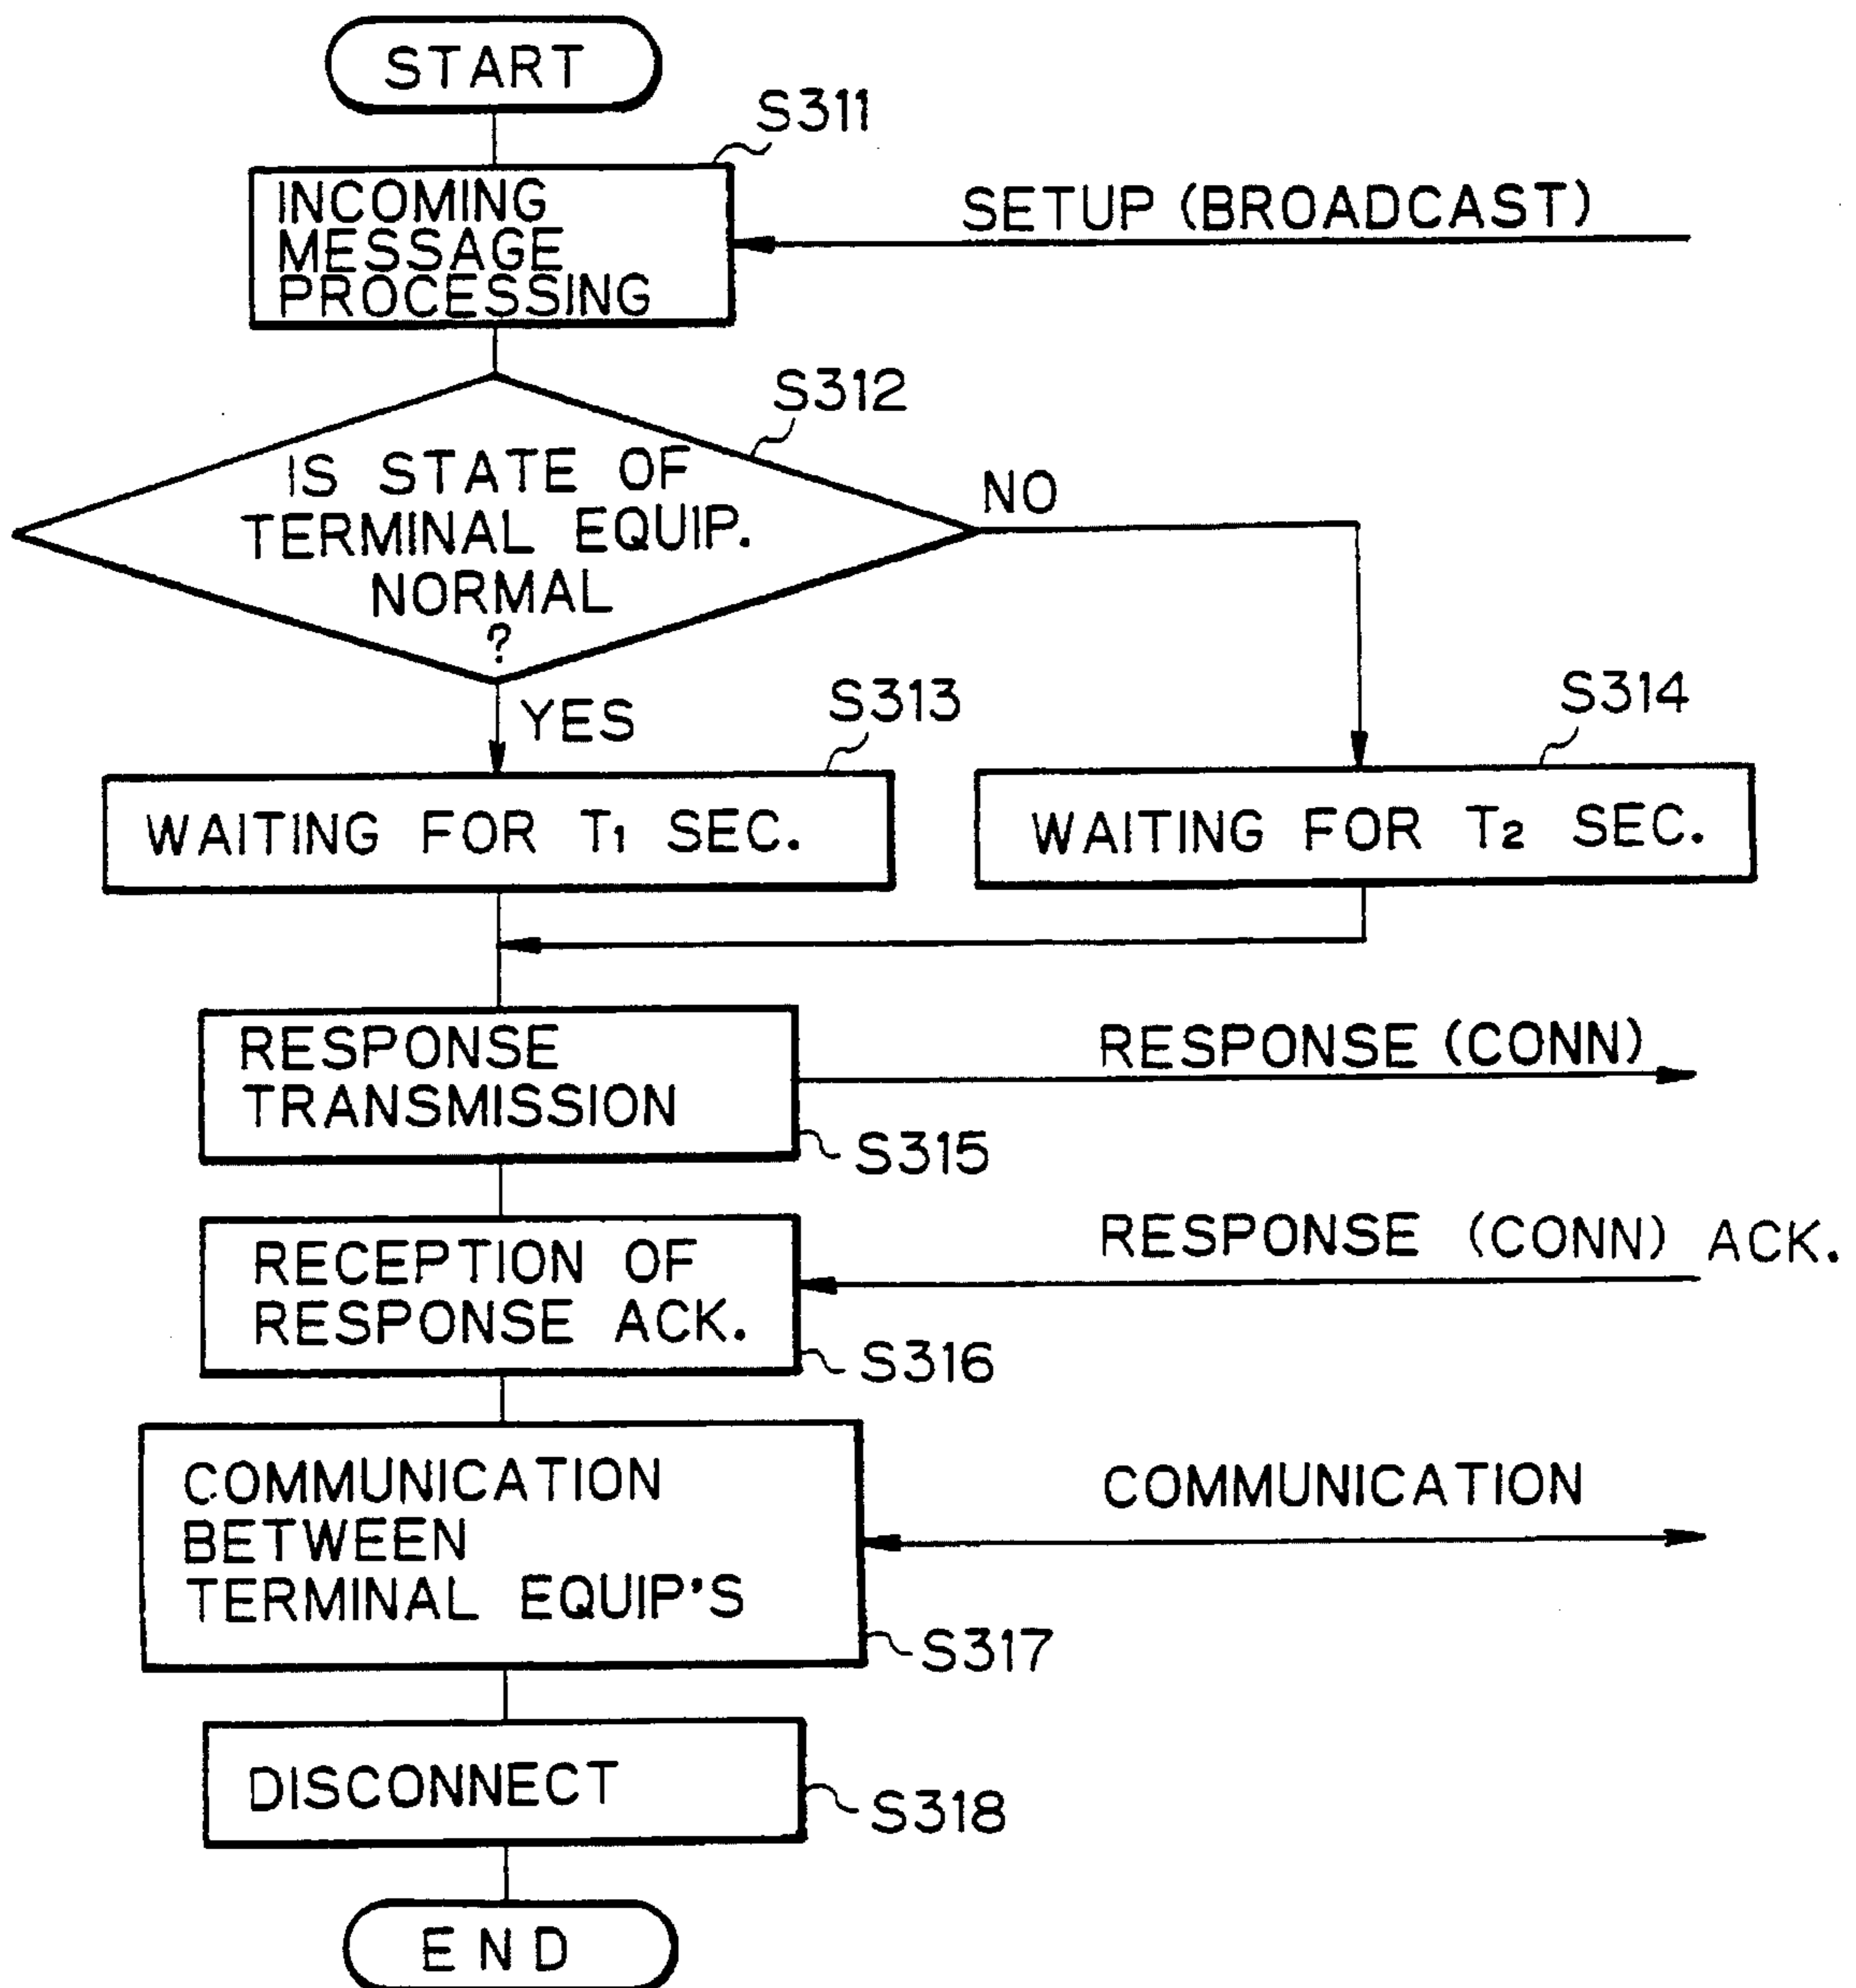 START
S311
INCOMING
MESSAGE
PROCESSING
SETUP (BROADCAST)
S312
IS STATE OF
TERMINAL EQUIP.
NORMAL
?
NO
YES
S313
S314
WAITING FOR T1 SEC.
WAITING FOR T2 SEC.
RESPONSE
TRANSMISSION
RESPONSE (CONN)
S315
RECEPTION OF
RESPONSE ACK.
RESPONSE (CONN) ACK.
S316
COMMUNICATION
BETWEEN
TERMINAL EQUIP'S
COMMUNICATION
S317
DISCONNECT
S318
END